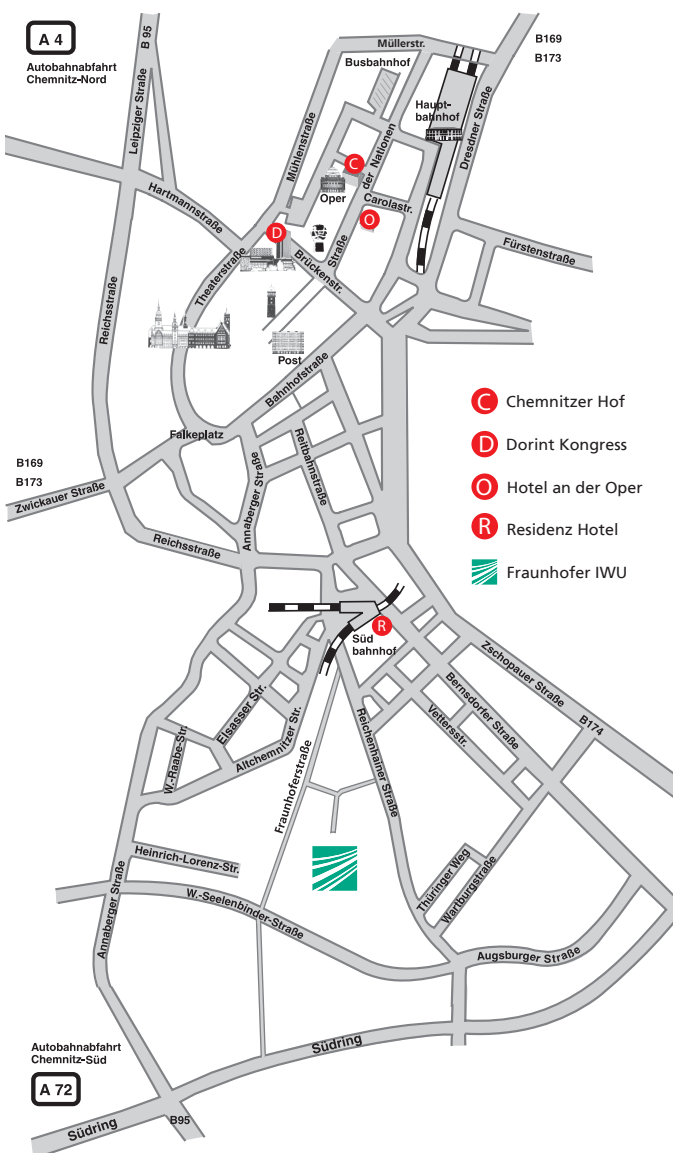 A 4
Autobahnabfahrt
Chemnitz-Nord
B 95
Leipziger Straße
B169
B173
Müllerstr.
Busbahnhof
Haupt-
bahnhof
Dresdner Straße
Mühlenstraße
Straße der Nationen
C
Oper
Carolastr.
O
Hartmannstraße
D
Brückenstr.
Fürstenstraße
Theaterstraße
Reichsstraße
Post
Bahnhofstraße
C Chemnitzer Hof
D Dorint Kongress
O Hotel an der Oper
R Residenz Hotel
Fraunhofer IWU
Falkeplatz
Reitbahnstraße
Annaberger Straße
B169
B173
Zwickauer Straße
Reichsstraße
R
Süd
bahnhof
Zschopauer Straße
Bernsdorfer Straße
Vettersstr.
B174
Elsasser Str.
W.-Raabe-Str.
Altchemnitzer Str.
Fraunhoferstraße
Reichenhainer Straße
Heinrich-Lorenz-Str.
Thüringer Weg
Wartburgstraße
W.-Seelenbinder-Straße
Annaberger Straße
Augsburger Straße
Südring
Autobahnabfahrt
Chemnitz-Süd
A 72
B95
Südring